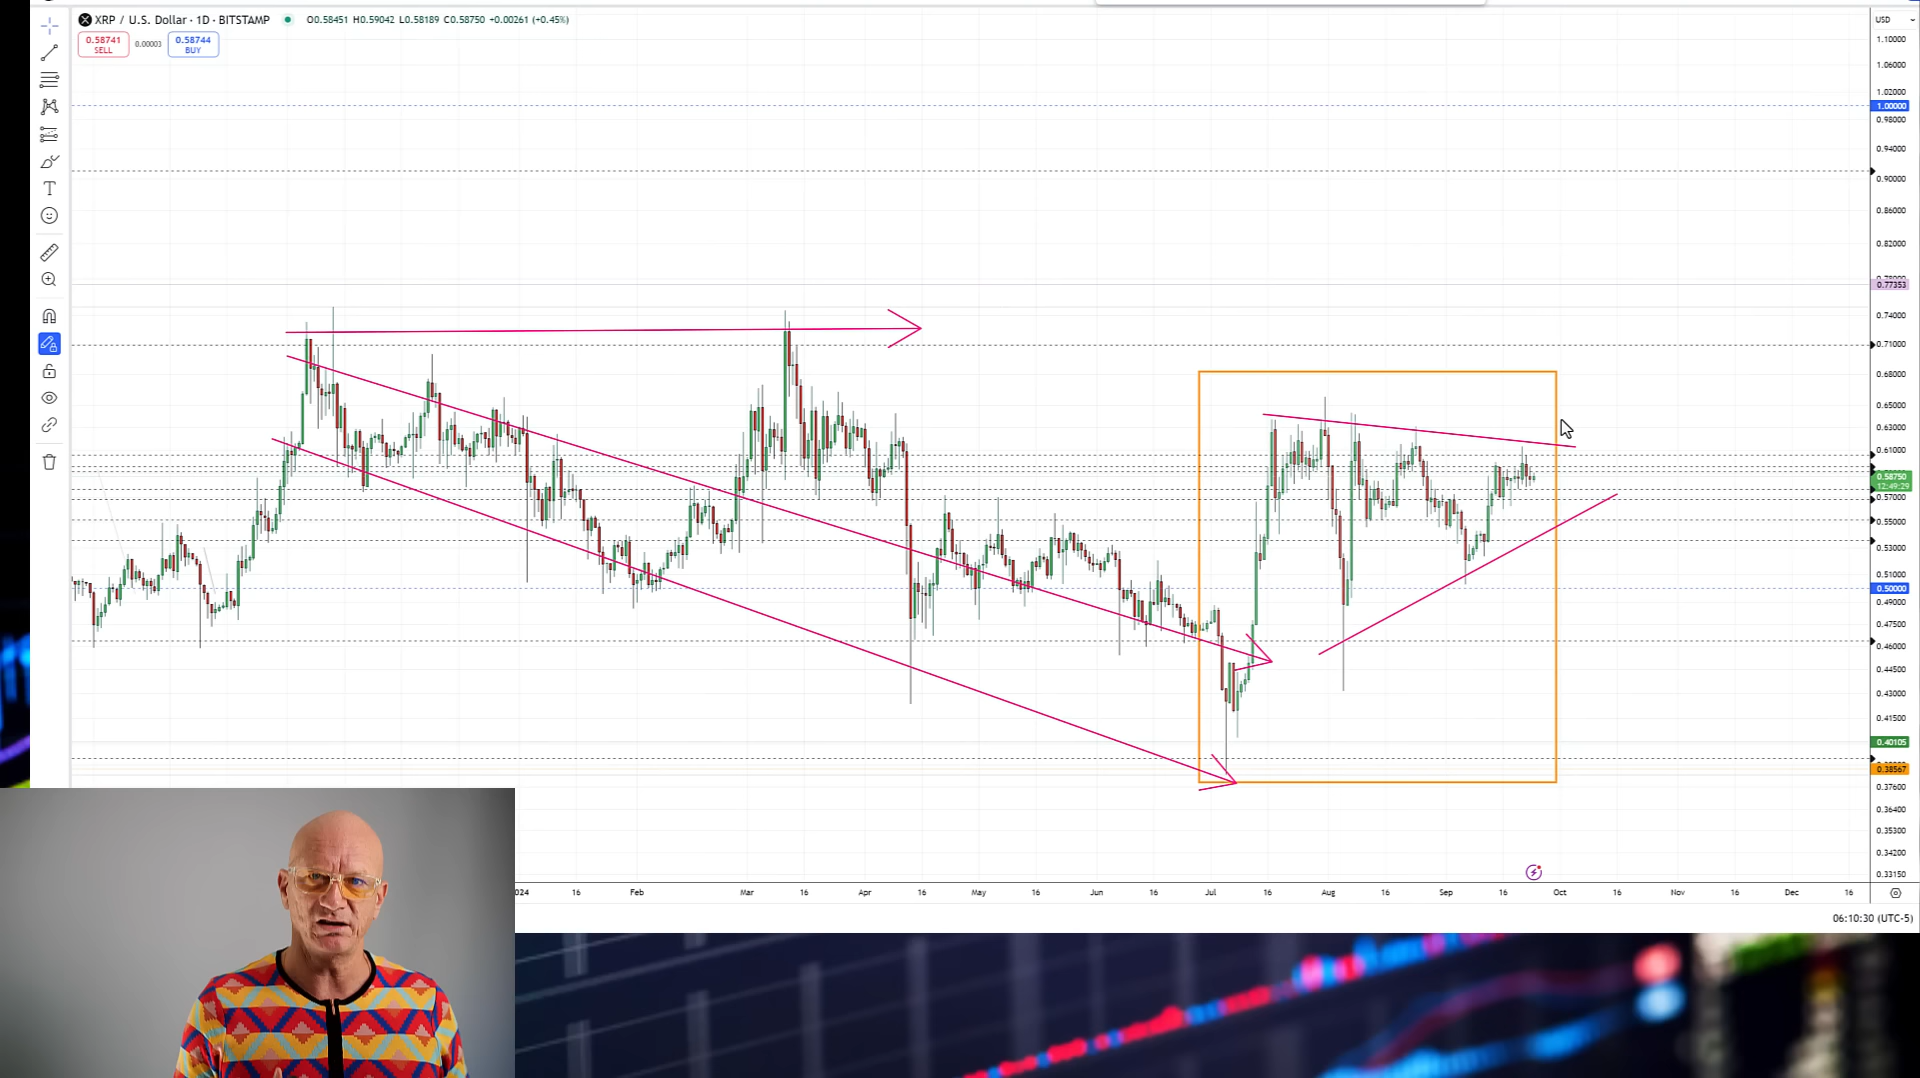 XRP / U.S. Dollar · 1D · BITSTAMP
O0.58451 H0.59042 L0.58189 C0.58750 +0.00261 (+0.45%)
USD
0.58741
SELL
0.00003
0.58744
BUY
1.10000
1.06000
1.02000
1.00000
0.98000
0.94000
0.90000
0.86000
0.82000
0.77353
0.74000
0.71000
0.68000
0.65000
0.63000
0.61000
0.58750
12:49:29
0.57000
0.55000
0.53000
0.51000
0.50000
0.49000
0.47500
0.46000
0.44500
0.43000
0.41500
0.40105
0.38567
0.37600
0.36400
0.35300
0.34200
0.33150
16
Feb
Mar
16
Apr
16
May
16
Jun
16
Jul
16
Aug
16
Sep
16
Oct
16
Nov
16
Dec
16
06:10:30 (UTC-5)